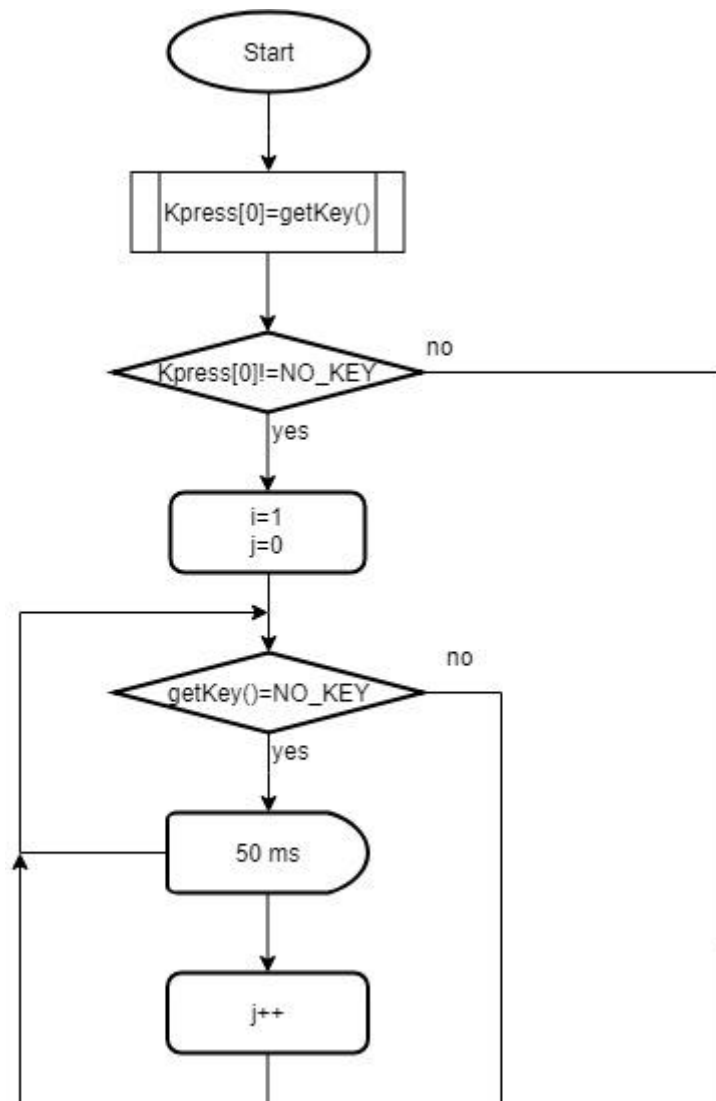 Start
Kpress[0]=getKey()
Kpress[0]!=NO_KEY
no
yes
i=1
j=0
getKey()=NO_KEY
no
yes
50 ms
j++